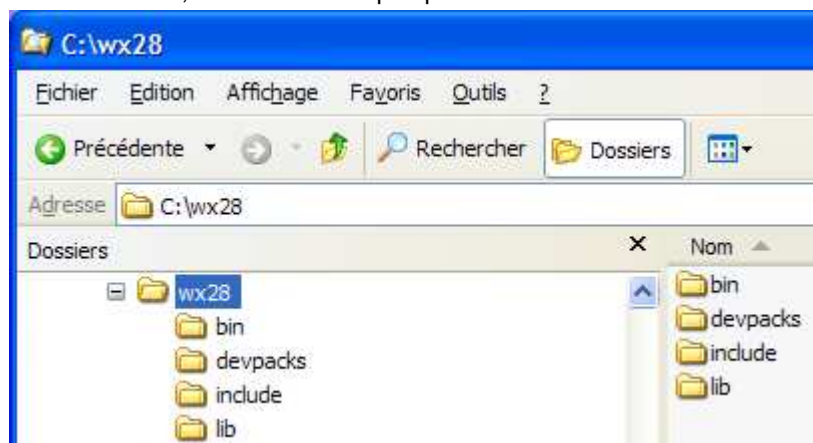 C:\wx28
Fichier Edition Affichage Favoris Outils ?
Précédente Rechercher Dossiers
Adresse C:\wx28
Dossiers Nom
wx28
bin
devpacks
include
lib
bin
devpacks
include
lib